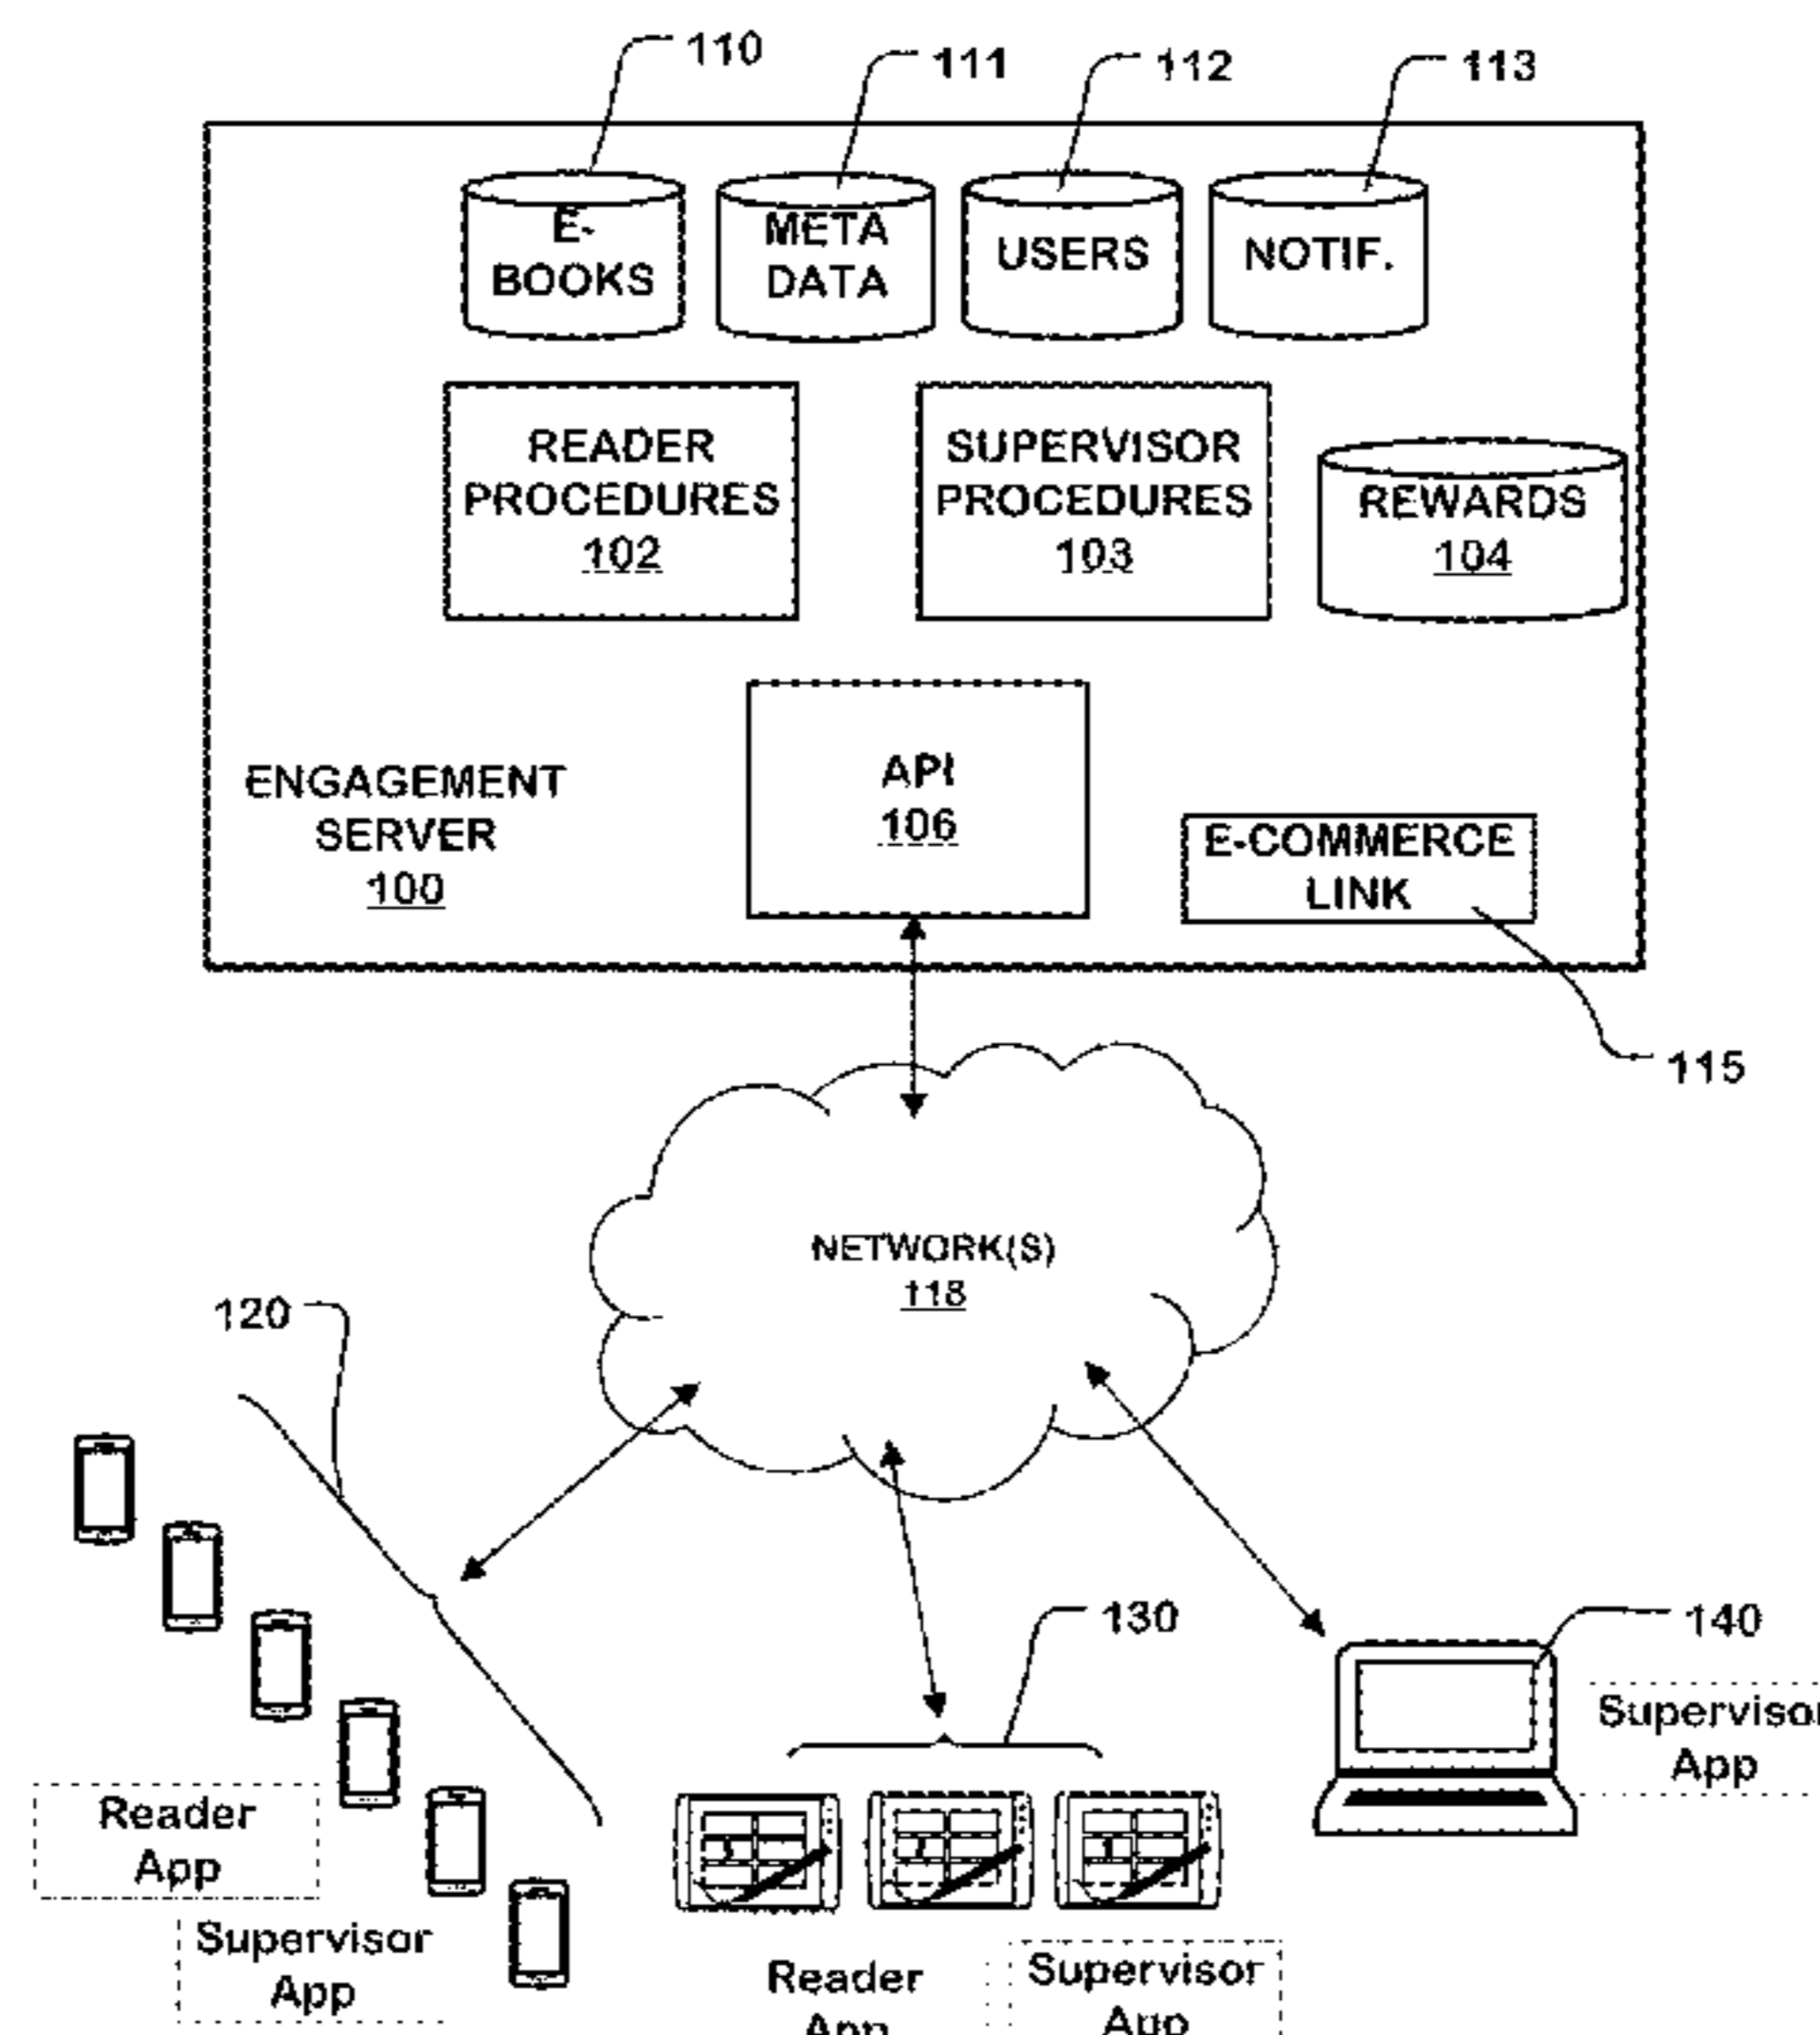 110
111
112
113
E-
BOOKS
META
DATA
USERS
NOTIF.
READER
PROCEDURES
102
SUPERVISOR
PROCEDURES
103
REWARDS
104
ENGAGEMENT
SERVER
100
API
106
E-COMMERCE
LINK
115
NETWORK(S)
118
120
130
140
Supervisor
App
Reader
App
Supervisor
App
Reader
App
Supervisor
App